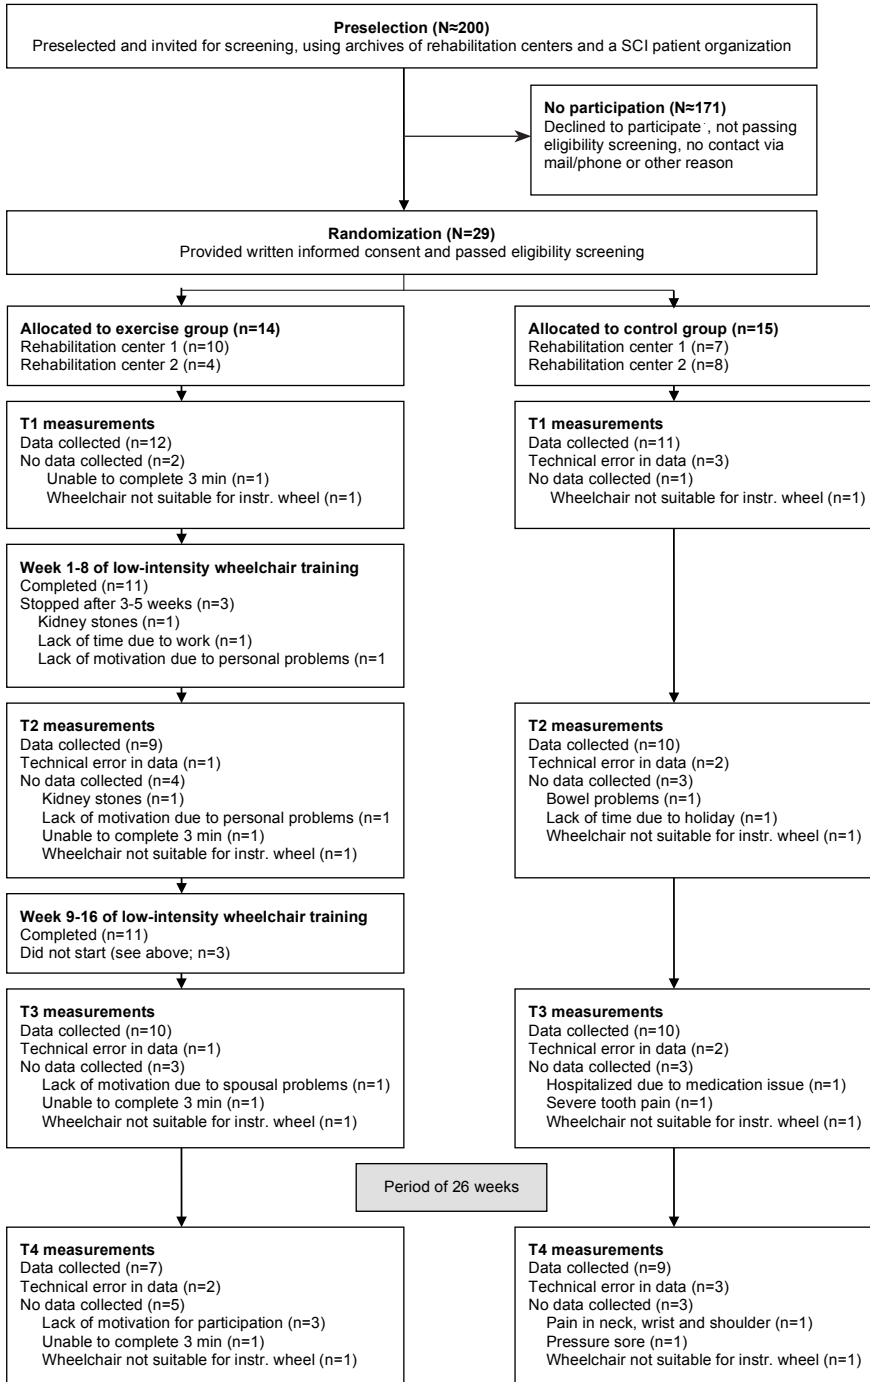 Preselection (N≈200)
Preselected and invited for screening, using archives of rehabilitation centers and a SCI patient organization
No participation (N≈171)
Declined to participate , not passing
eligibility screening, no contact via
mail/phone or other reason
Randomization (N=29)
Provided written informed consent and passed eligibility screening
Allocated to exercise group (n=14)
Rehabilitation center 1 (n=10)
Rehabilitation center 2 (n=4)
Allocated to control group (n=15)
Rehabilitation center 1 (n=7)
Rehabilitation center 2 (n=8)
T1 measurements
Data collected (n=12)
No data collected (n=2)
Unable to complete 3 min (n=1)
Wheelchair not suitable for instr. wheel (n=1)
T1 measurements
Data collected (n=11)
Technical error in data (n=3)
No data collected (n=1)
Wheelchair not suitable for instr. wheel (n=1)
Week 1-8 of low-intensity wheelchair training
Completed (n=11)
Stopped after 3-5 weeks (n=3)
Kidney stones (n=1)
Lack of time due to work (n=1)
Lack of motivation due to personal problems (n=1
T2 measurements
Data collected (n=9)
Technical error in data (n=1)
No data collected (n=4)
Kidney stones (n=1)
Lack of motivation due to personal problems (n=1
Unable to complete 3 min (n=1)
Wheelchair not suitable for instr. wheel (n=1)
T2 measurements
Data collected (n=10)
Technical error in data (n=2)
No data collected (n=3)
Bowel problems (n=1)
Lack of time due to holiday (n=1)
Wheelchair not suitable for instr. wheel (n=1)
Week 9-16 of low-intensity wheelchair training
Completed (n=11)
Did not start (see above; n=3)
T3 measurements
Data collected (n=10)
Technical error in data (n=1)
No data collected (n=3)
Lack of motivation due to spousal problems (n=1)
Unable to complete 3 min (n=1)
Wheelchair not suitable for instr. wheel (n=1)
T3 measurements
Data collected (n=10)
Technical error in data (n=2)
No data collected (n=3)
Hospitalized due to medication issue (n=1)
Severe tooth pain (n=1)
Wheelchair not suitable for instr. wheel (n=1)
Period of 26 weeks
T4 measurements
Data collected (n=7)
Technical error in data (n=2)
No data collected (n=5)
Lack of motivation for participation (n=3)
Unable to complete 3 min (n=1)
Wheelchair not suitable for instr. wheel (n=1)
T4 measurements
Data collected (n=9)
Technical error in data (n=3)
No data collected (n=3)
Pain in neck, wrist and shoulder (n=1)
Pressure sore (n=1)
Wheelchair not suitable for instr. wheel (n=1)